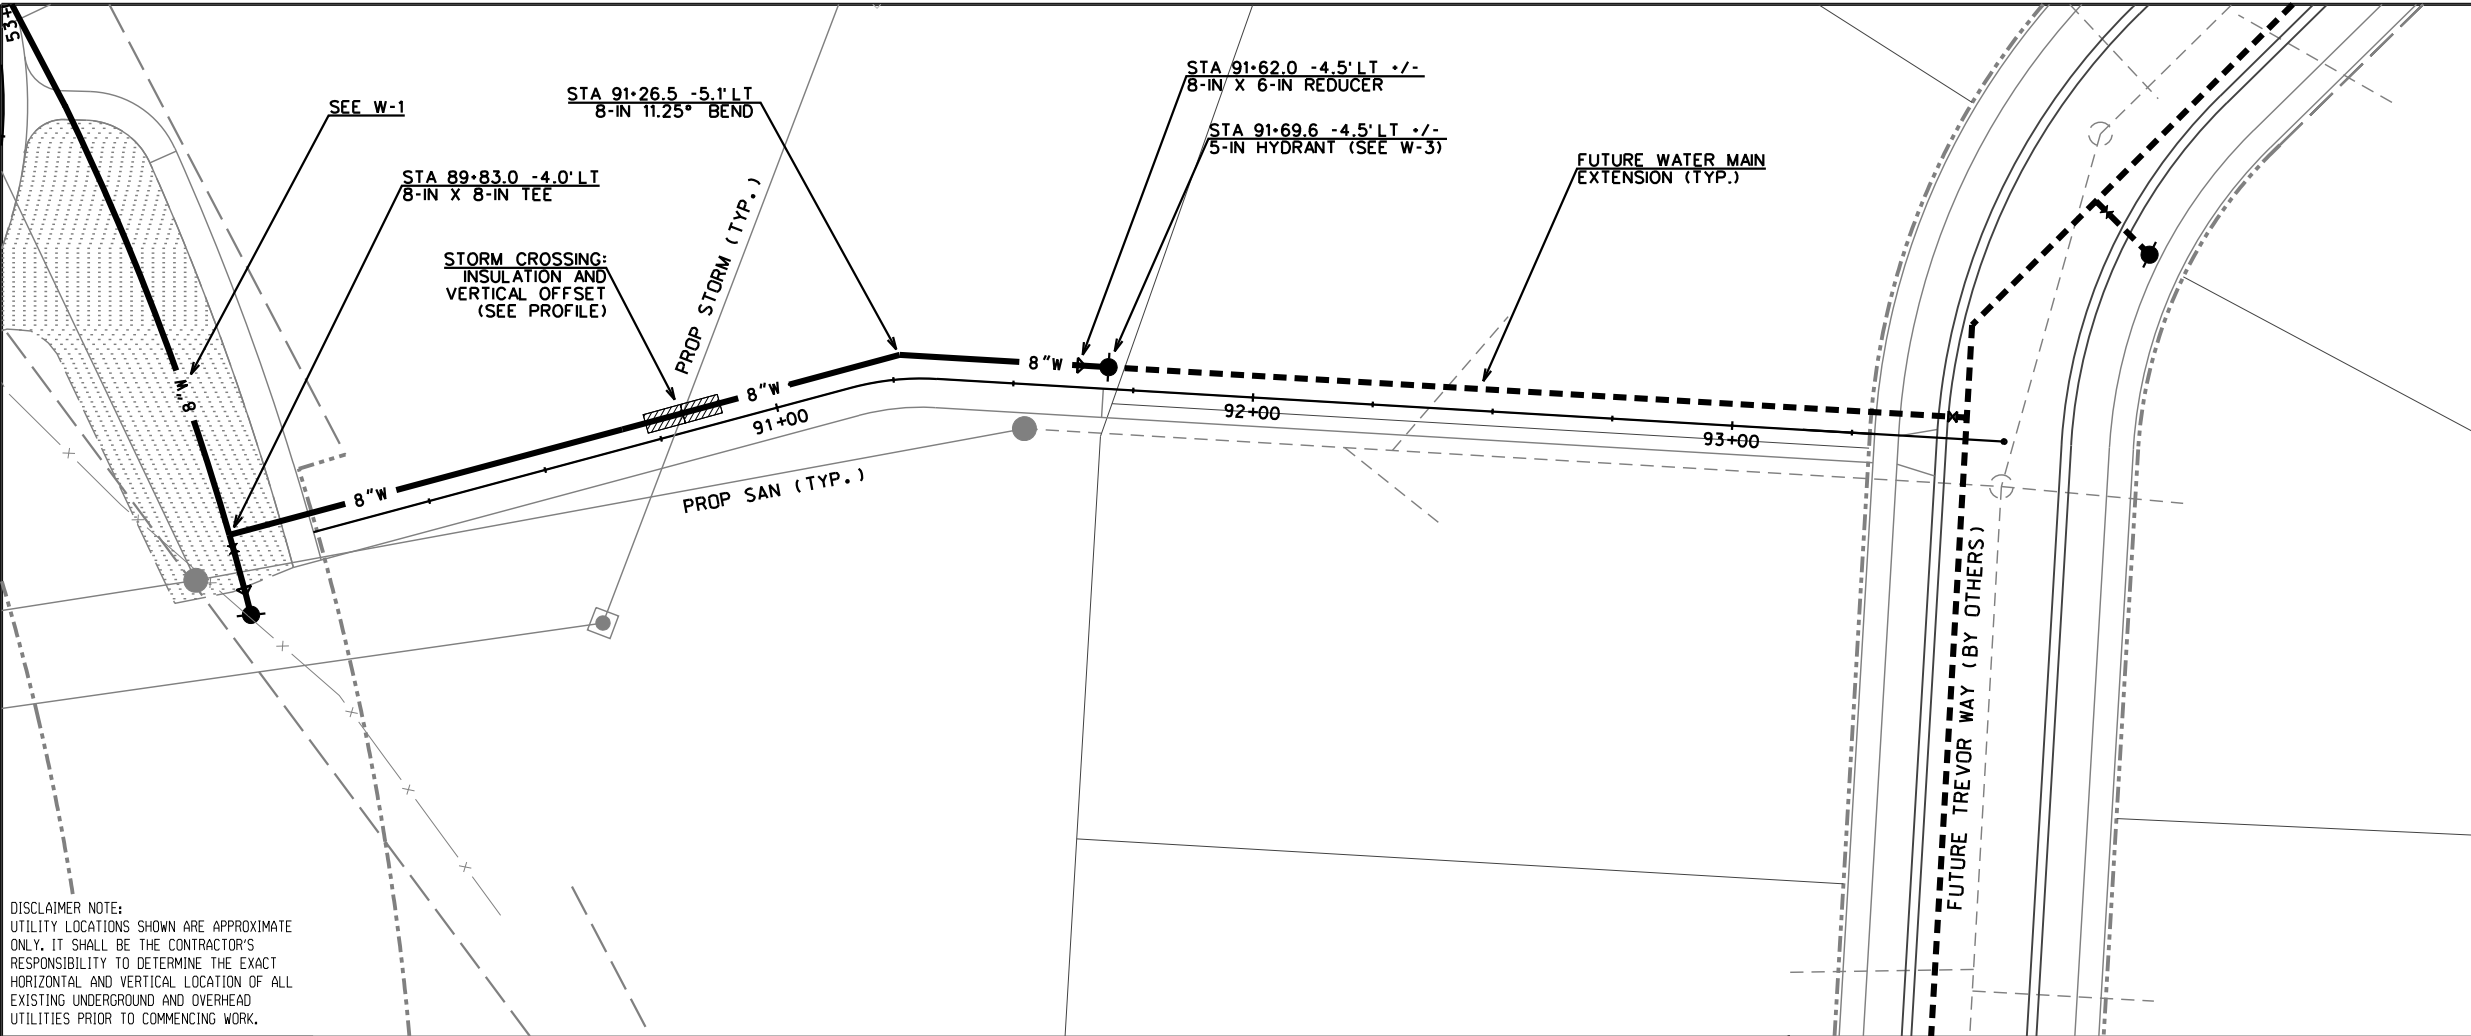 53+
SEE W-1
STA 89+83.0 -4.0' LT
8-IN X 8-IN TEE
STORM CROSSING:
INSULATION AND
VERTICAL OFFSET
(SEE PROFILE)
STA 91+26.5 -5.1' LT
8-IN 11.25° BEND
PROP STORM (TYP.)
STA 91+62.0 -4.5' LT +/-
8-IN X 6-IN REDUCER
STA 91+69.6 -4.5' LT +/-
5-IN HYDRANT (SEE W-3)
FUTURE WATER MAIN
EXTENSION (TYP.)
8"W
8"W
8"W
8"W
91+00
92+00
93+00
PROP SAN (TYP.)
FUTURE TREVOR WAY (BY OTHERS)
DISCLAIMER NOTE:
UTILITY LOCATIONS SHOWN ARE APPROXIMATE
ONLY. IT SHALL BE THE CONTRACTOR'S
RESPONSIBILITY TO DETERMINE THE EXACT
HORIZONTAL AND VERTICAL LOCATION OF ALL
EXISTING UNDERGROUND AND OVERHEAD
UTILITIES PRIOR TO COMMENCING WORK.